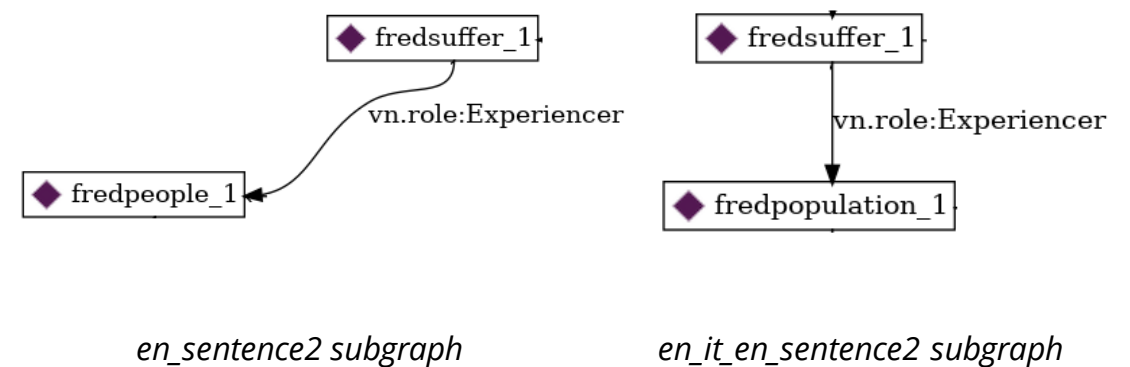 fredsuffer_1
vn.role:Experiencer
fredpeople_1
en_sentence2 subgraph
fredsuffer_1
vn.role:Experiencer
fredpopulation_1
en_it_en_sentence2 subgraph